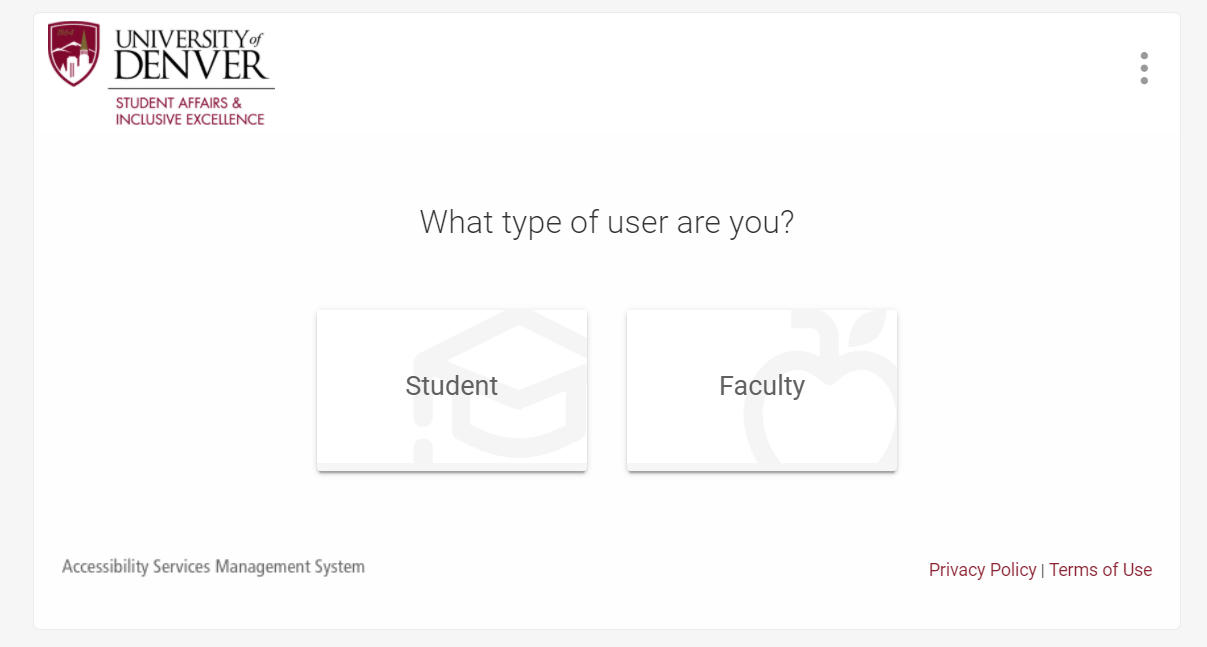 1864
UNIVERSITY of
DENVER
STUDENT AFFAIRS &
INCLUSIVE EXCELLENCE
What type of user are you?
Student
Faculty
Accessibility Services Management System
Privacy Policy | Terms of Use